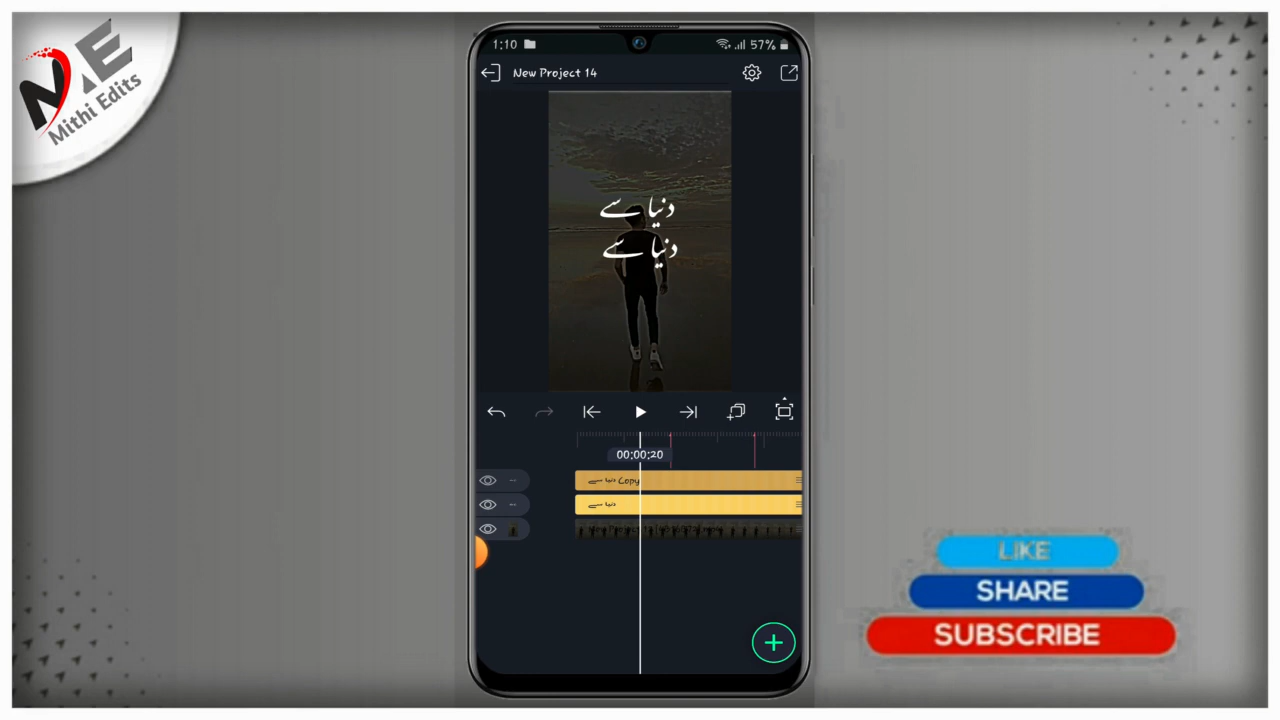 ME
Mithi Edits
1:10
57%
New Project 14
دنیا سے
دنیا سے
00:00:20
دنیا سے Copy
دنیا سے
LIKE
SHARE
SUBSCRIBE